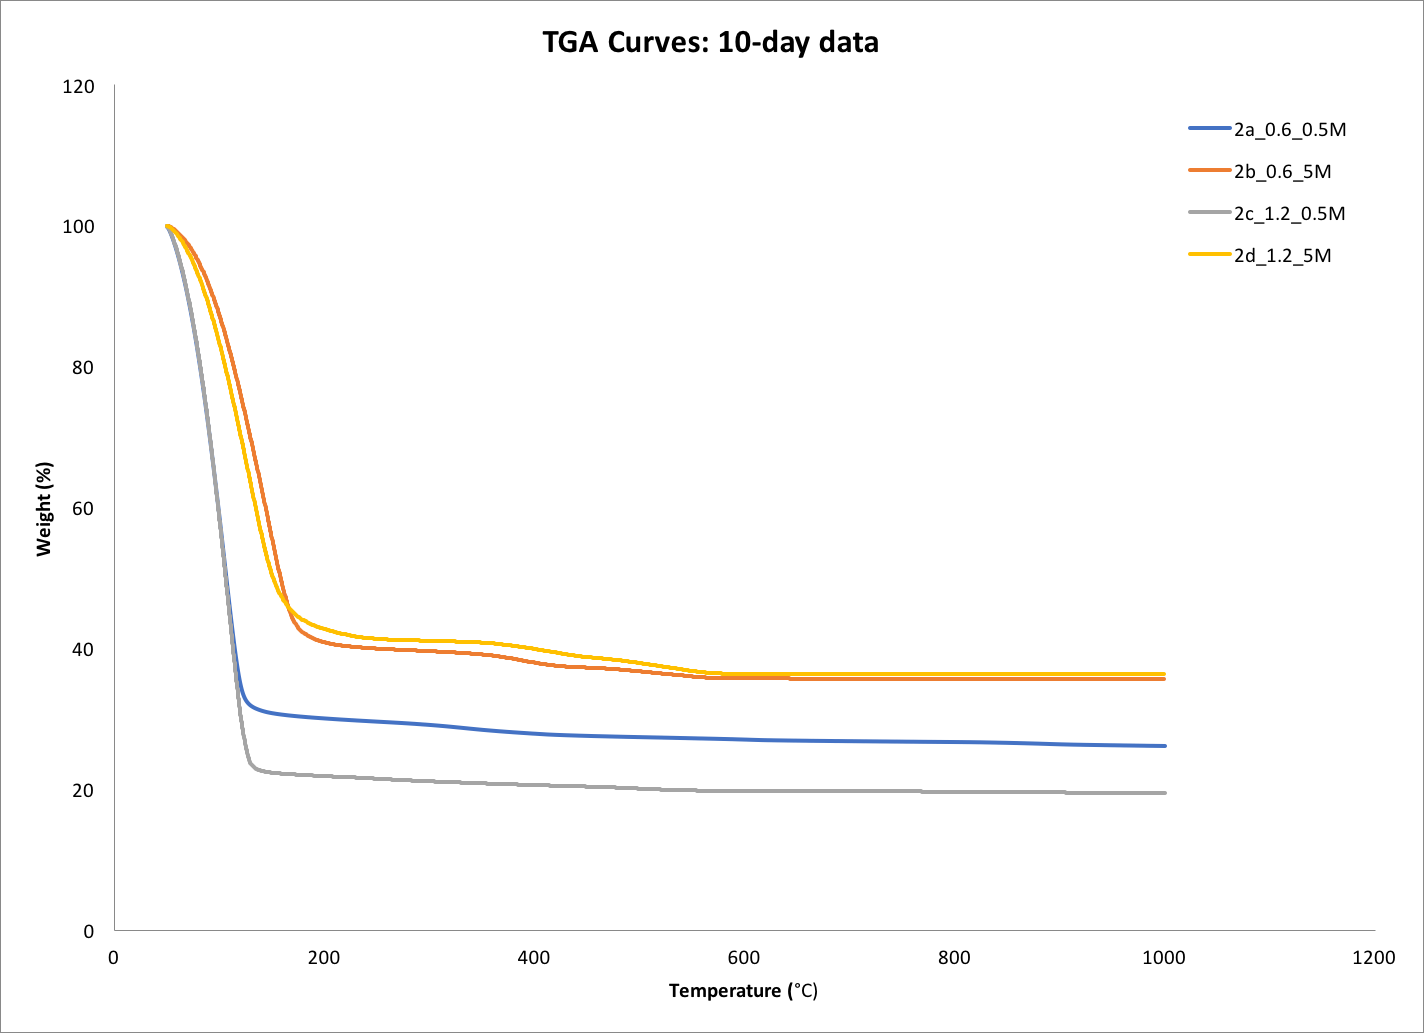 TGA Curves: 10-day data
120
100
80
60
40
20
0
Weight (%)
0 200 400 600 800 1000 1200
Temperature (°C)
2a_0.6_0.5M
2b_0.6_5M
2c_1.2_0.5M
2d_1.2_5M